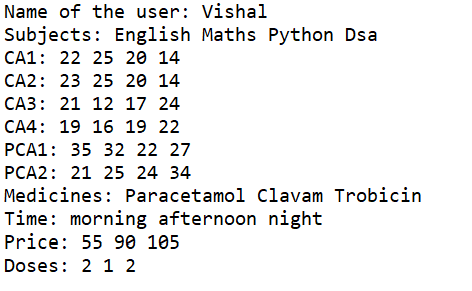 Name of the user: Vishal
Subjects: English Maths Python Dsa
CA1: 22 25 20 14
CA2: 23 25 20 14
CA3: 21 12 17 24
CA4: 19 16 19 22
PCA1: 35 32 22 27
PCA2: 21 25 24 34
Medicines: Paracetamol Clavam Trobicin
Time: morning afternoon night
Price: 55 90 105
Doses: 2 1 2